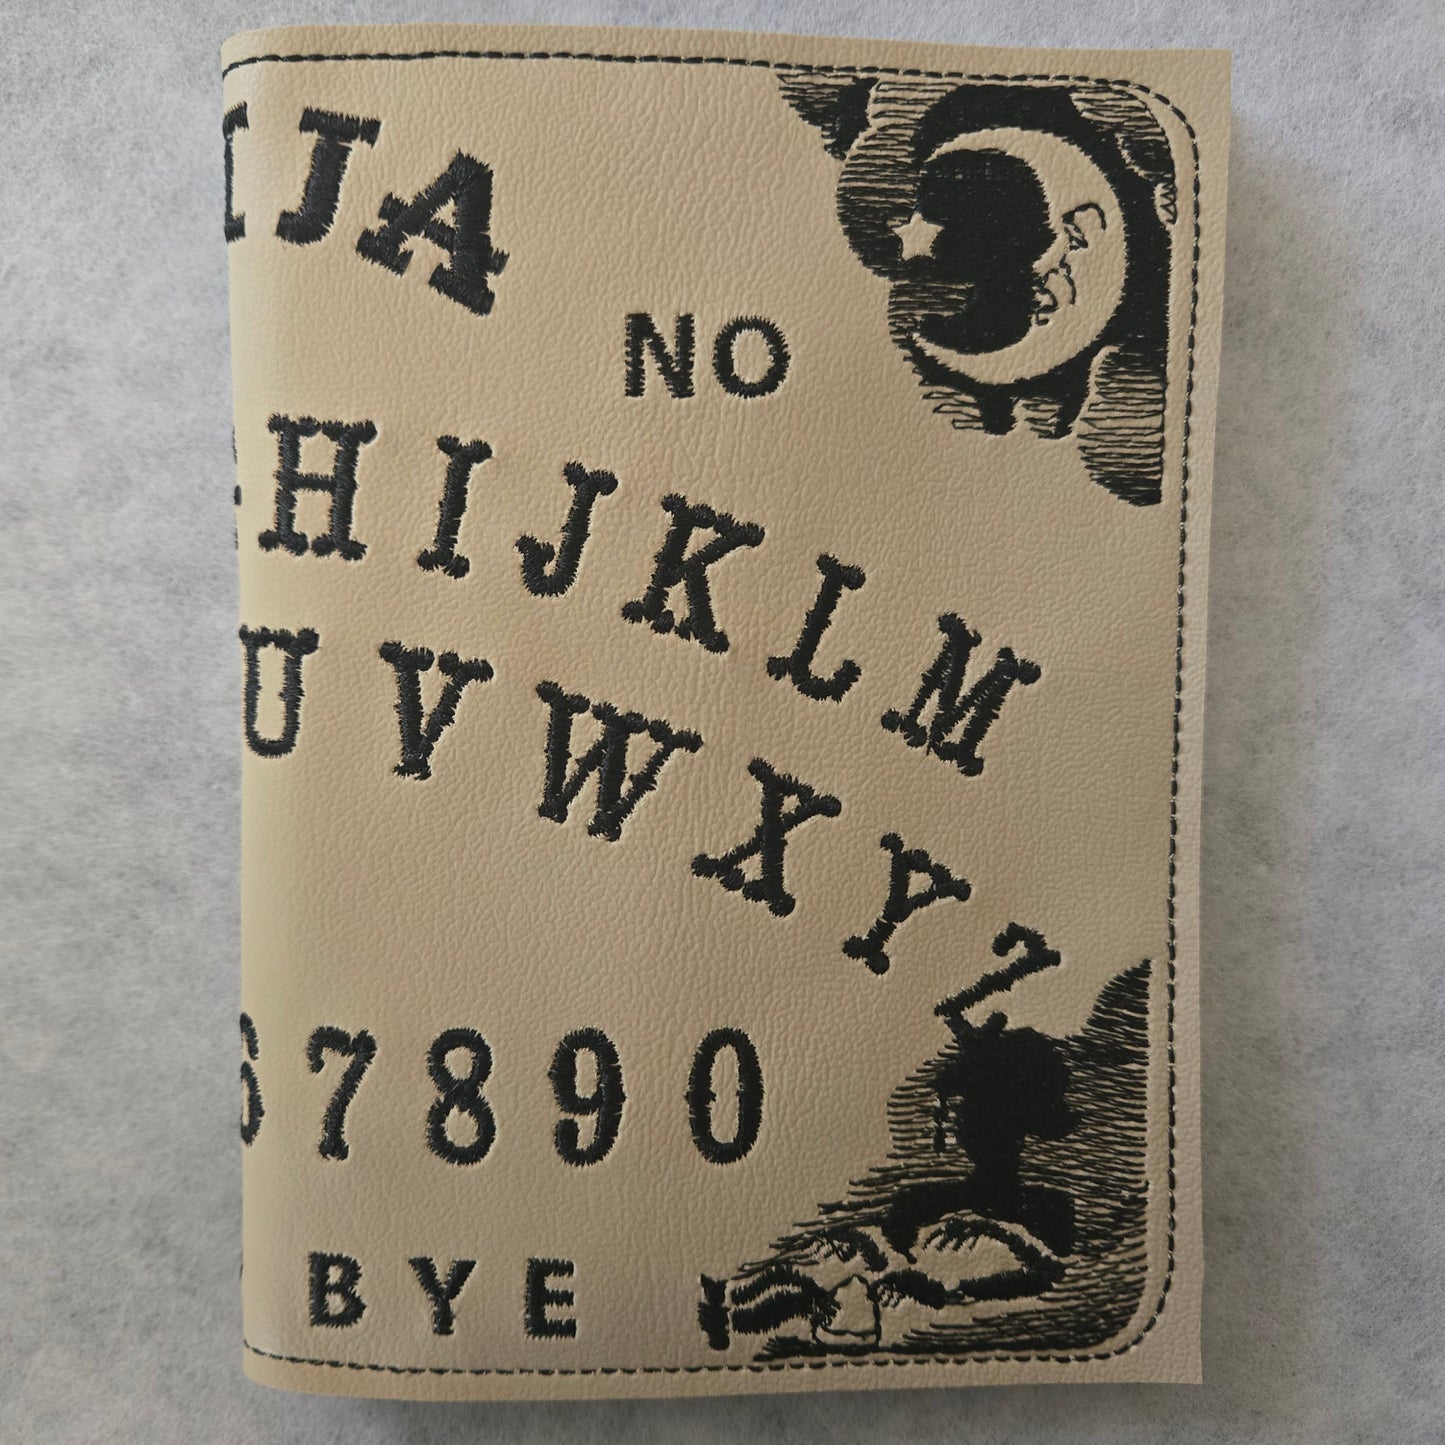 IJA
NO
HIJKLM
UVWXYZ
67890
BYE